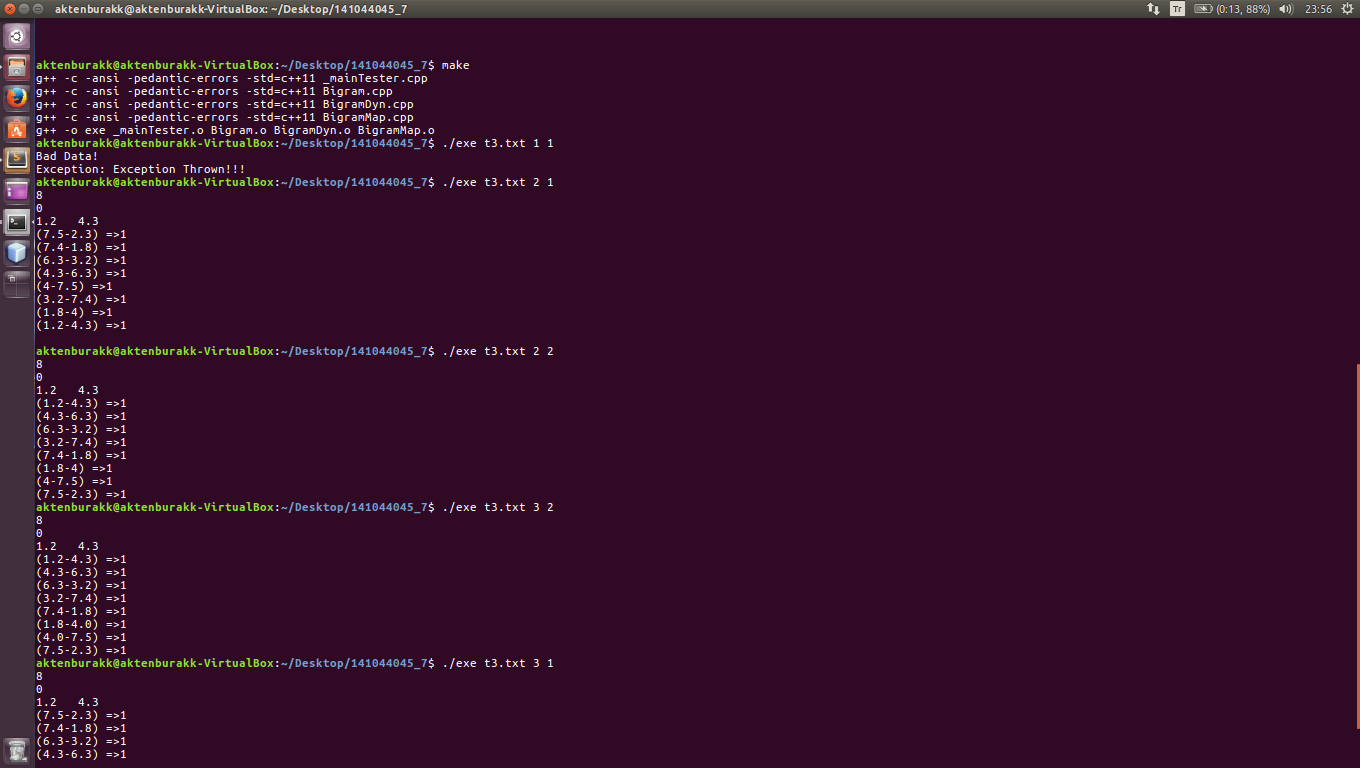 aktenburakk@aktenburakk-VirtualBox: ~/Desktop/141044045_7
Tr (0:13, 88%) 23:56
aktenburakk@aktenburakk-VirtualBox:~/Desktop/141044045_7$ make
g++ -c -ansi -pedantic-errors -std=c++11 _mainTester.cpp
g++ -c -ansi -pedantic-errors -std=c++11 Bigram.cpp
g++ -c -ansi -pedantic-errors -std=c++11 BigramDyn.cpp
g++ -c -ansi -pedantic-errors -std=c++11 BigramMap.cpp
g++ -o exe _mainTester.o Bigram.o BigramDyn.o BigramMap.o
aktenburakk@aktenburakk-VirtualBox:~/Desktop/141044045_7$ ./exe t3.txt 1 1
Bad Data!
Exception: Exception Thrown!!!
aktenburakk@aktenburakk-VirtualBox:~/Desktop/141044045_7$ ./exe t3.txt 2 1
8
0
1.2   4.3
(7.5-2.3) =>1
(7.4-1.8) =>1
(6.3-3.2) =>1
(4.3-6.3) =>1
(4-7.5) =>1
(3.2-7.4) =>1
(1.8-4) =>1
(1.2-4.3) =>1
aktenburakk@aktenburakk-VirtualBox:~/Desktop/141044045_7$ ./exe t3.txt 2 2
8
0
1.2   4.3
(1.2-4.3) =>1
(4.3-6.3) =>1
(6.3-3.2) =>1
(3.2-7.4) =>1
(7.4-1.8) =>1
(1.8-4) =>1
(4-7.5) =>1
(7.5-2.3) =>1
aktenburakk@aktenburakk-VirtualBox:~/Desktop/141044045_7$ ./exe t3.txt 3 2
8
0
1.2   4.3
(1.2-4.3) =>1
(4.3-6.3) =>1
(6.3-3.2) =>1
(3.2-7.4) =>1
(7.4-1.8) =>1
(1.8-4.0) =>1
(4.0-7.5) =>1
(7.5-2.3) =>1
aktenburakk@aktenburakk-VirtualBox:~/Desktop/141044045_7$ ./exe t3.txt 3 1
8
0
1.2   4.3
(7.5-2.3) =>1
(7.4-1.8) =>1
(6.3-3.2) =>1
(4.3-6.3) =>1